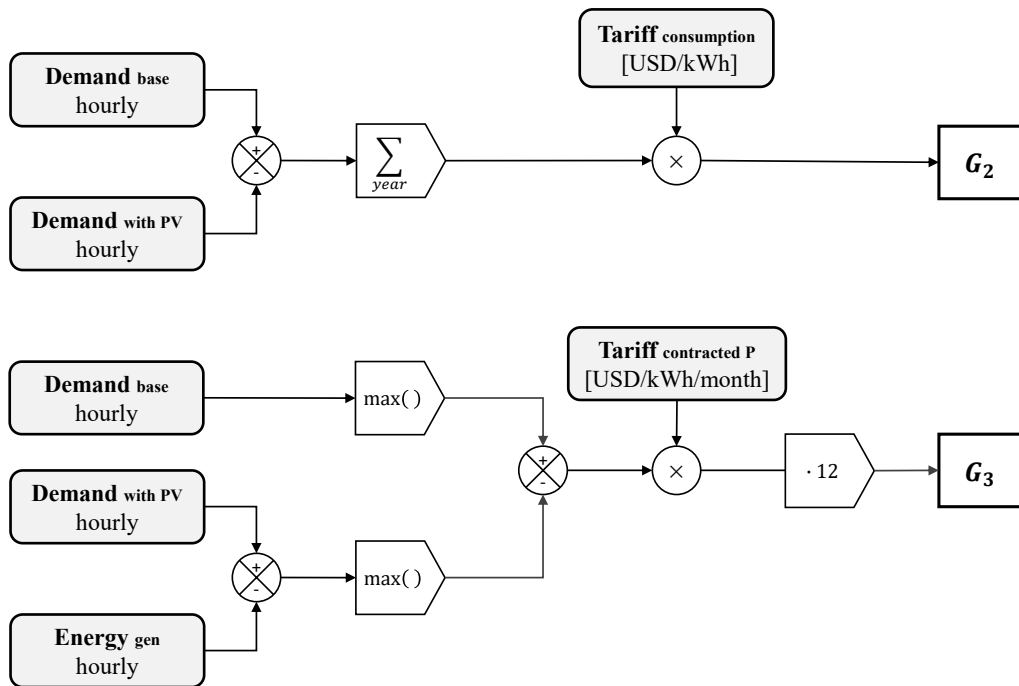 Tariff consumption
[USD/kWh]
Demand base
hourly
+
-
∑
year
×
G₂
Demand with PV
hourly
Tariff contracted P
[USD/kWh/month]
Demand base
hourly
max( )
+
-
×
· 12
G₃
Demand with PV
hourly
+
-
max( )
Energy gen
hourly